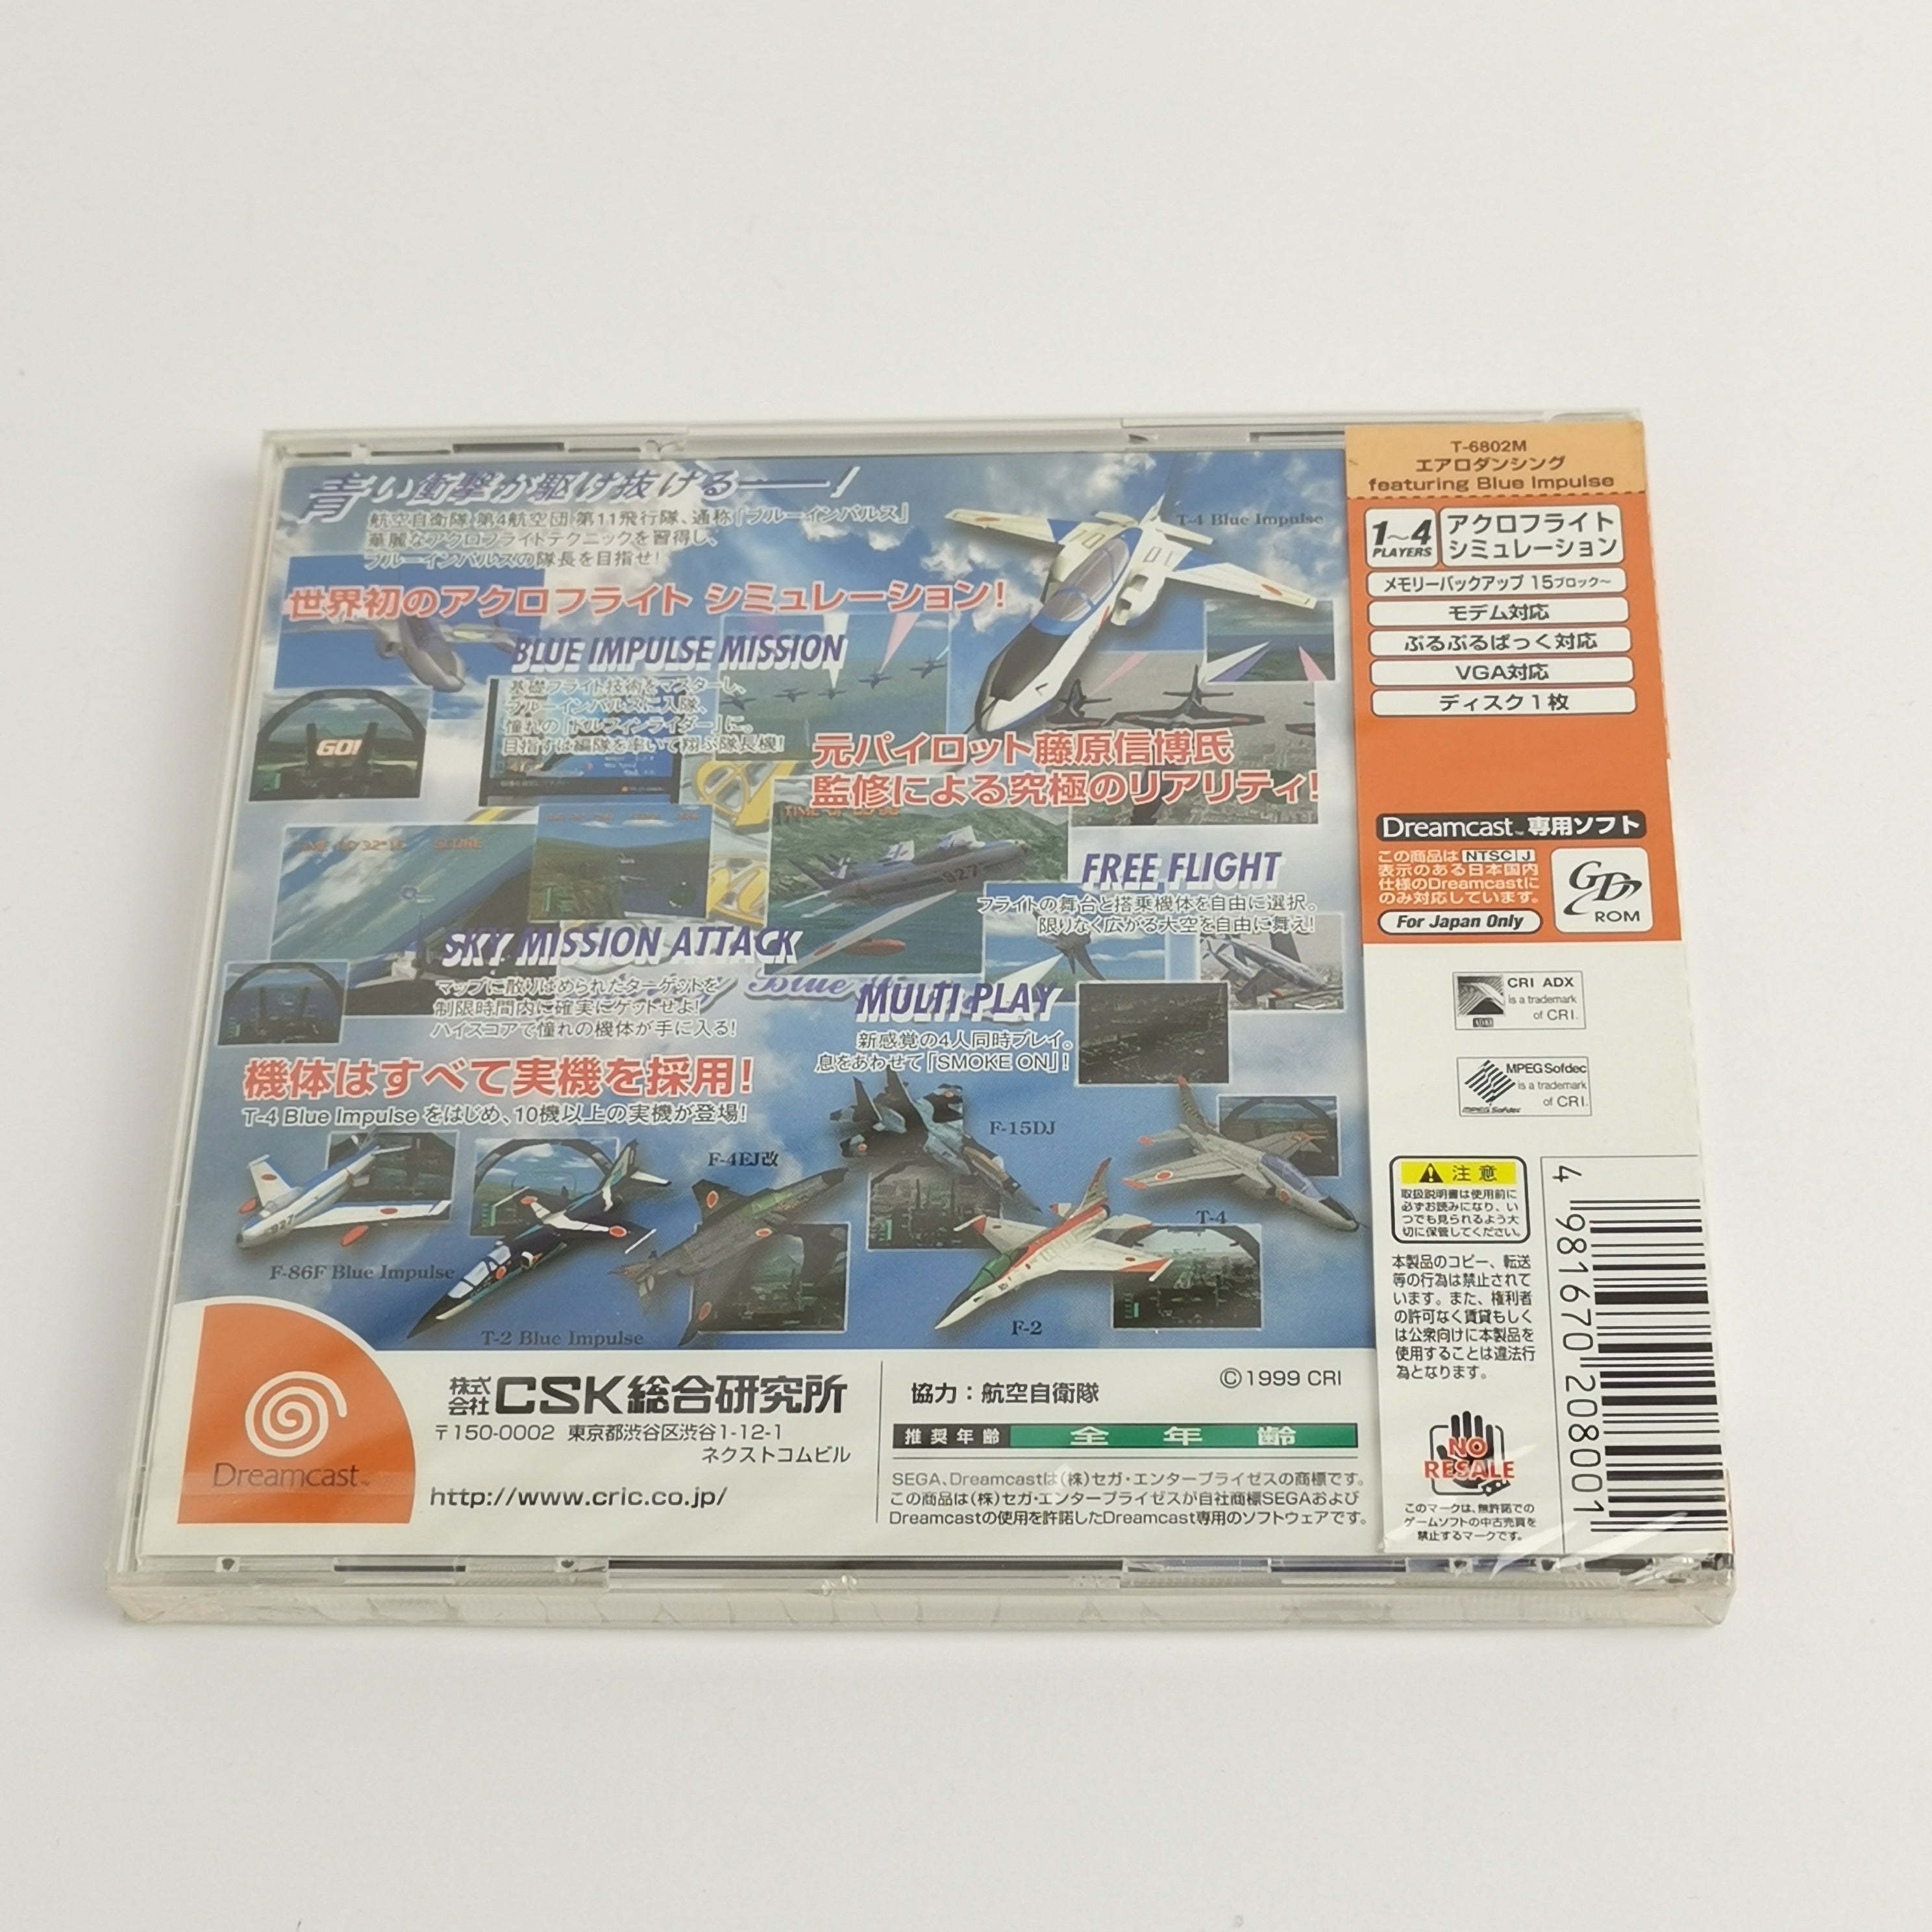 青い衝撃が駆け抜ける――!
航空自衛隊 第4航空団 第11飛行隊、通称「ブルーインパルス」
華麗なアクロフライトテクニックを習得し、
ブルーインパルスの隊長を目指せ!
世界初のアクロフライト シミュレーション!
T-4 Blue Impulse
BLUE IMPULSE MISSION
基礎フライト技術をマスターし、
ブルーインパルスに入隊、
憧れの「ドルフィンライダー」に。
目指すは編隊を率いて翔ぶ隊長機!
GO!
元パイロット藤原信博氏
監修による究極のリアリティ!
FREE FLIGHT
フライトの舞台と搭乗機体を自由に選択。
限りなく広がる大空を自由に舞え!
927
SKY MISSION ATTACK
マップに散りばめられたターゲットを
制限時間内に確実にゲットせよ!
ハイスコアで憧れの機体が手に入る!
MULTI PLAY
新感覚の4人同時プレイ。
息をあわせて「SMOKE ON」!
機体はすべて実機を採用!
T-4 Blue Impulse をはじめ、10機以上の実機が登場!
F-15DJ
F-4EJ改
T-4
927
F-86F Blue Impulse
T-2 Blue Impulse
F-2
Dreamcast™
株式会社CSK総合研究所
〒150-0002 東京都渋谷区渋谷1-12-1
ネクストコムビル
http://www.cric.co.jp/
協力:航空自衛隊
©1999 CRI
推奨年齢 全年齢
SEGA、Dreamcastは(株)セガ・エンタープライゼスの商標です。
この商品は(株)セガ・エンタープライゼスが自社商標SEGAおよび
Dreamcastの使用を許諾したDreamcast専用のソフトウェアです。
T-6802M
エアロダンシング
featuring Blue Impulse
1~4
PLAYERS
アクロフライト
シミュレーション
メモリーバックアップ 15ブロック~
モデム対応
ぷるぷるぱっく対応
VGA対応
ディスク1枚
Dreamcast™専用ソフト
この商品は NTSC J
表示のある日本国内
仕様のDreamcastに
のみ対応しています。
For Japan Only
GD
ROM
CRI ADX
is a trademark
of CRI.
MPEG Sofdec
is a trademark
of CRI.
注意
取扱説明書は使用前に
必ずお読みになり、い
つでも見られるよう大
切に保管してください。
本製品のコピー、転送
等の行為は禁止されて
います。また、権利者
の許可なく賃貸もしく
は公衆向けに本製品を
使用することは違法行
為となります。
NO
RESALE
このマークは、無許諾での
ゲームソフトの中古売買を
禁止するマークです。
4 981670 208001